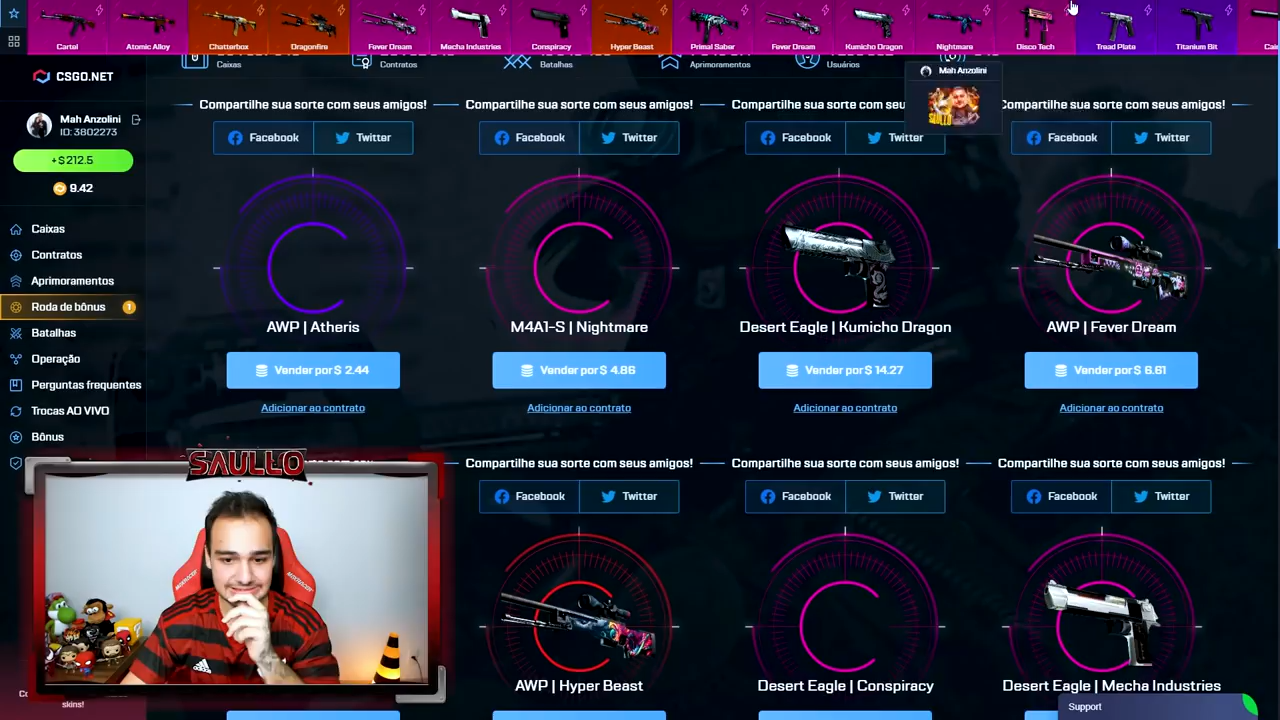 Cartel
Atomic Alloy
Chatterbox
Dragonfire
Fever Dream
Mecha Industries
Conspiracy
Hyper Beast
Primal Saber
Fever Dream
Kumicho Dragon
Nightmare
Disco Tech
Tread Plate
Titanium Bit
CSGO.NET
Caixas
Contratos
Batalhas
Aprimoramentos
Usuários
Mah Anzolini
SAULLO
Mah Anzolini
ID: 3802273
+$ 212.5
9.42
Caixas
Contratos
Aprimoramentos
Roda de bônus 1
Batalhas
Operação
Perguntas frequentes
Trocas AO VIVO
Bônus
Compartilhe sua sorte com seus amigos!
Facebook
Twitter
AWP | Atheris
Vender por $ 2.44
Adicionar ao contrato
Compartilhe sua sorte com seus amigos!
Facebook
Twitter
M4A1-S | Nightmare
Vender por $ 4.86
Adicionar ao contrato
Compartilhe sua sorte com seus
Facebook
Twitter
Desert Eagle | Kumicho Dragon
Vender por $ 14.27
Adicionar ao contrato
Compartilhe sua sorte com seus amigos!
Facebook
Twitter
AWP | Fever Dream
Vender por $ 6.61
Adicionar ao contrato
SAULLO
Compartilhe sua sorte com seus amigos!
Facebook
Twitter
AWP | Hyper Beast
Compartilhe sua sorte com seus amigos!
Facebook
Twitter
Desert Eagle | Conspiracy
Compartilhe sua sorte com seus amigos!
Facebook
Twitter
Desert Eagle | Mecha Industries
skins!
Support